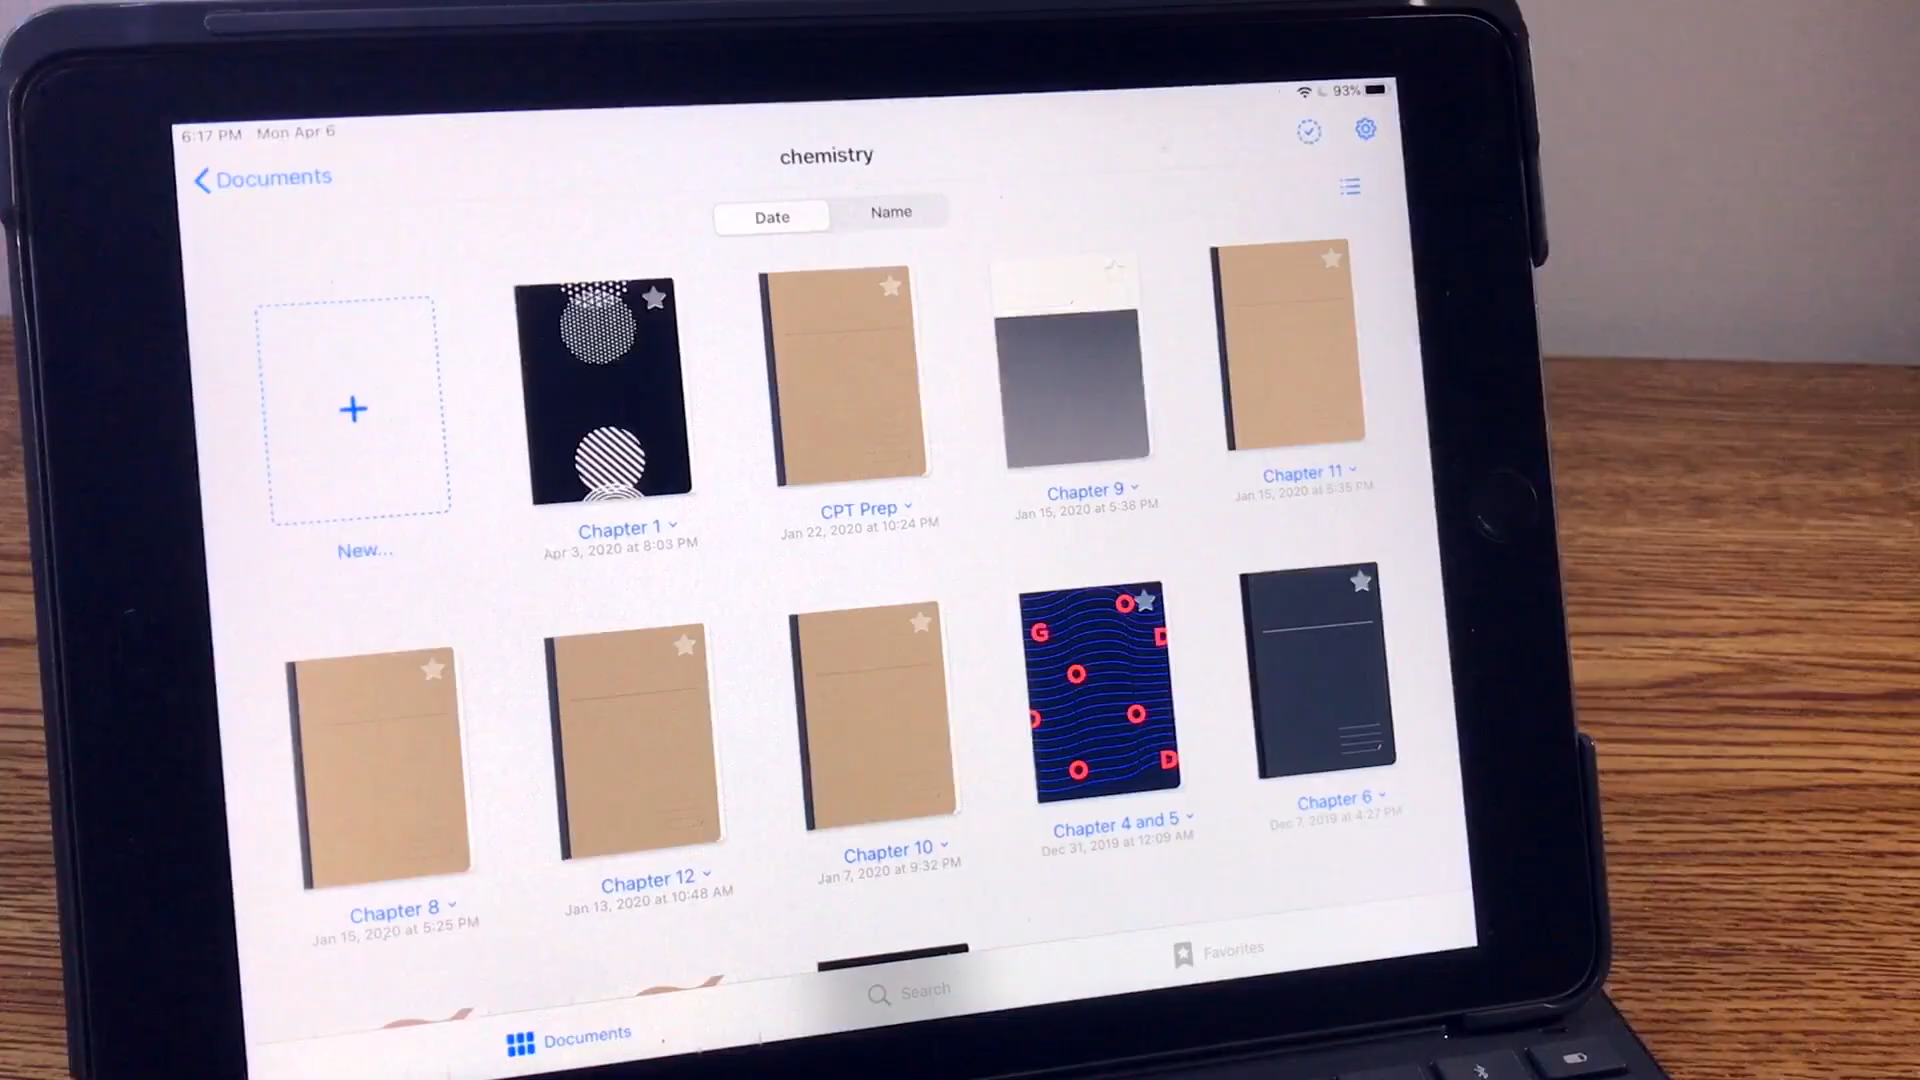 6:17 PM Mon Apr 6
93%
Documents
chemistry
Date Name
New...
Chapter 1
Apr 3, 2020 at 8:03 PM
CPT Prep
Jan 22, 2020 at 10:24 PM
Chapter 9
Jan 15, 2020 at 5:38 PM
Chapter 11
Jan 15, 2020 at 5:35 PM
Chapter 8
Jan 15, 2020 at 5:25 PM
Chapter 12
Jan 13, 2020 at 10:48 AM
Chapter 10
Jan 7, 2020 at 9:32 PM
G O D
O
O O
O D
Chapter 4 and 5
Dec 31, 2019 at 12:09 AM
Chapter 6
Dec 7, 2019 at 4:27 PM
Documents
Search
Favorites